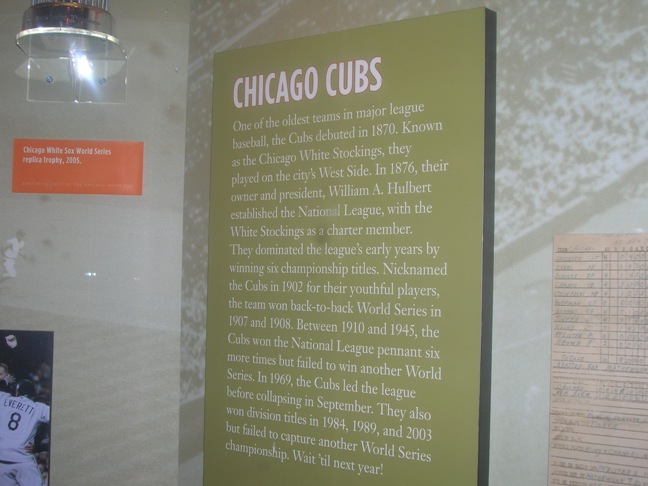 CHICAGO CUBS
One of the oldest teams in major league
baseball, the Cubs debuted in 1870. Known
as the Chicago White Stockings, they
played on the city's West Side. In 1876, their
owner and president, William A. Hulbert
established the National League, with the
White Stockings as a charter member.
They dominated the league's early years by
winning six championship titles. Nicknamed
the Cubs in 1902 for their youthful players,
the team won back-to-back World Series in
1907 and 1908. Between 1910 and 1945, the
Cubs won the National League pennant six
more times but failed to win another World
Series. In 1969, the Cubs led the league
before collapsing in September. They also
won division titles in 1984, 1989, and 2003
but failed to capture another World Series
championship. Wait 'til next year!
Chicago White Sox World Series
replica trophy, 2005.
EVERETT
8